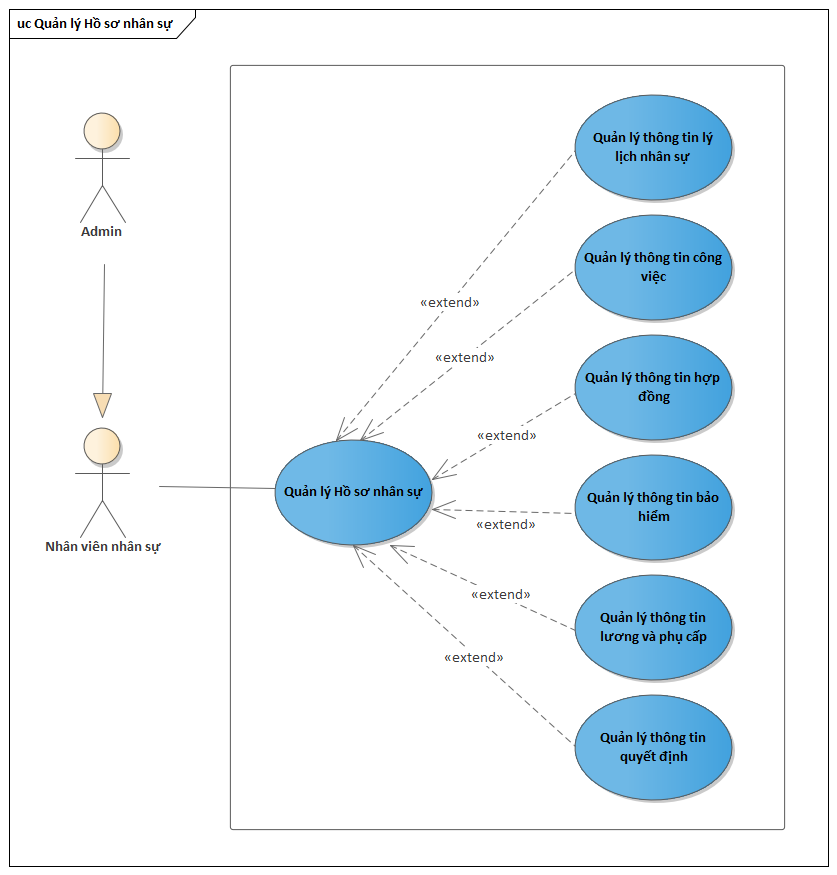 uc Quản lý Hồ sơ nhân sự
Quản lý thông tin lý
lịch nhân sự
Admin
Quản lý thông tin công
việc
«extend»
«extend»
Quản lý thông tin hợp
đồng
«extend»
Quản lý Hồ sơ nhân sự
Quản lý thông tin bảo
hiểm
«extend»
Nhân viên nhân sự
«extend»
Quản lý thông tin
lương và phụ cấp
«extend»
Quản lý thông tin
quyết định